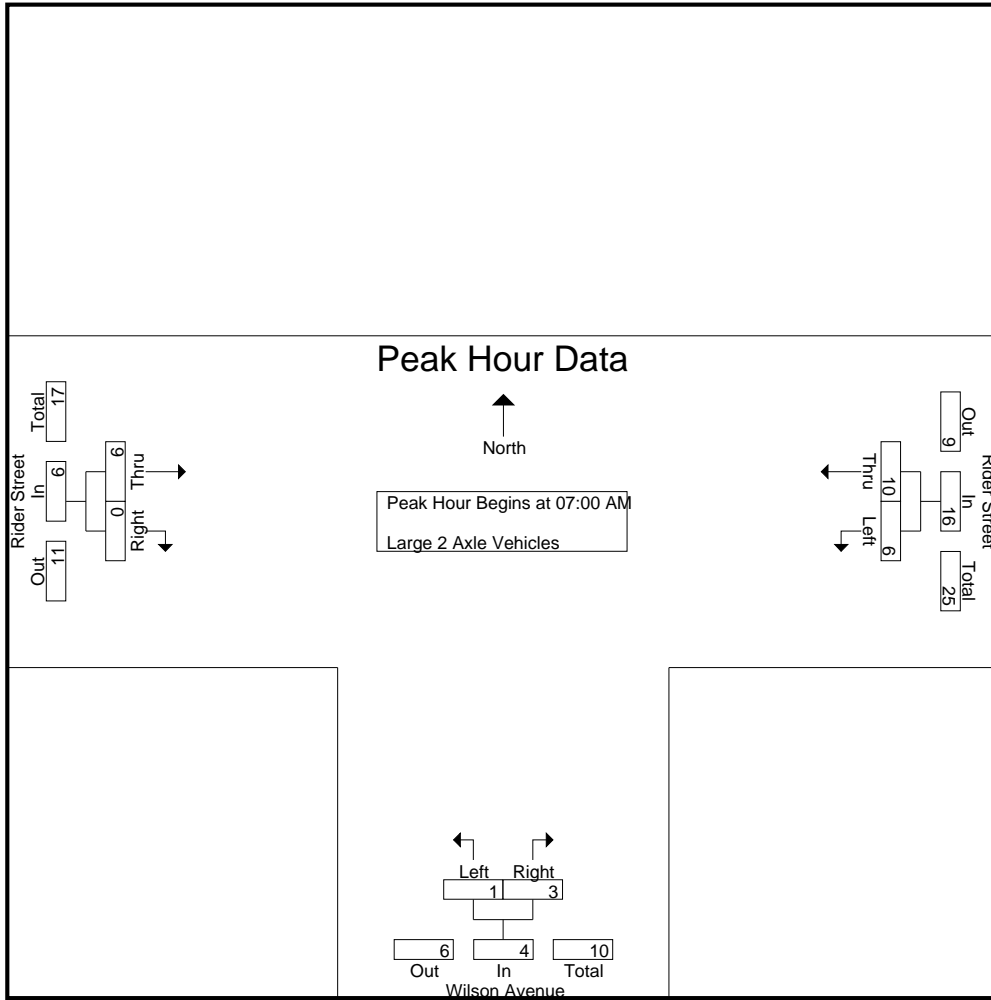 Peak Hour Data
North
Peak Hour Begins at 07:00 AM
Large 2 Axle Vehicles
Rider Street
Total
17
In
6
Out
11
6
Thru
0
Right
Rider Street
Out
9
In
16
Total
25
Thru
10
Left
6
Left
Right
1
3
6
4
10
Out
In
Total
Wilson Avenue